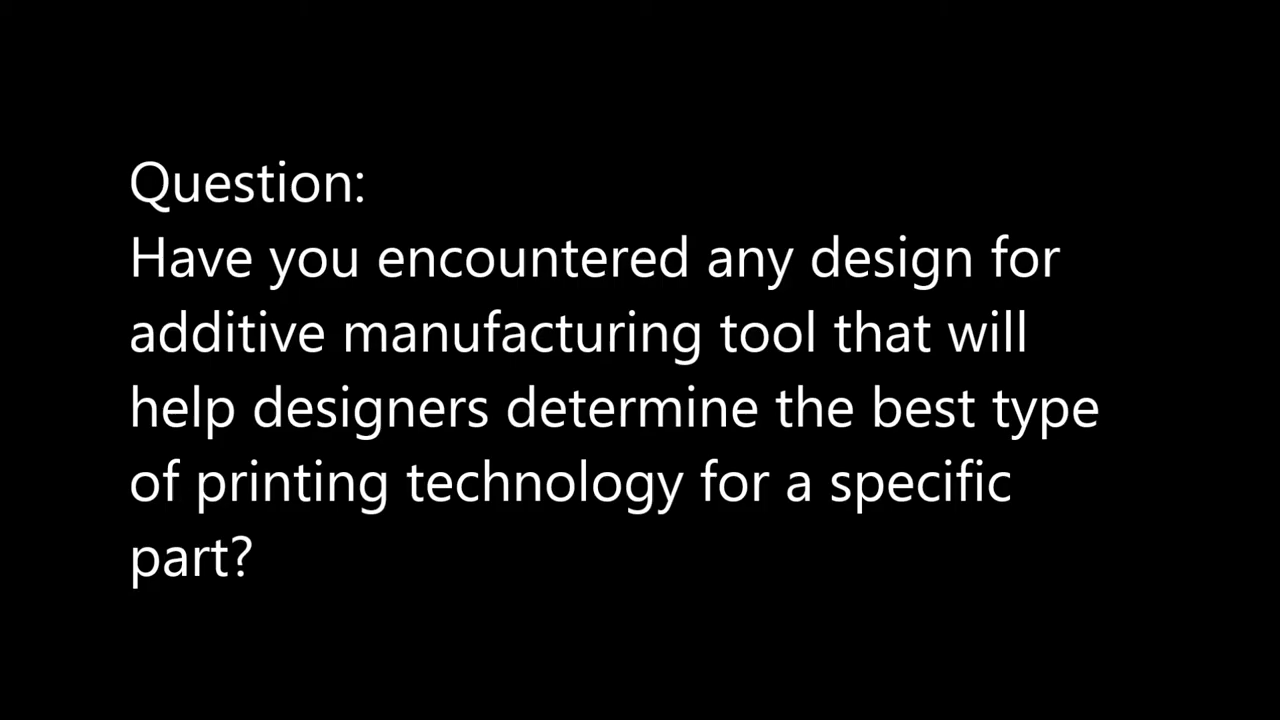 Question:
Have you encountered any design for
additive manufacturing tool that will
help designers determine the best type
of printing technology for a specific
part?